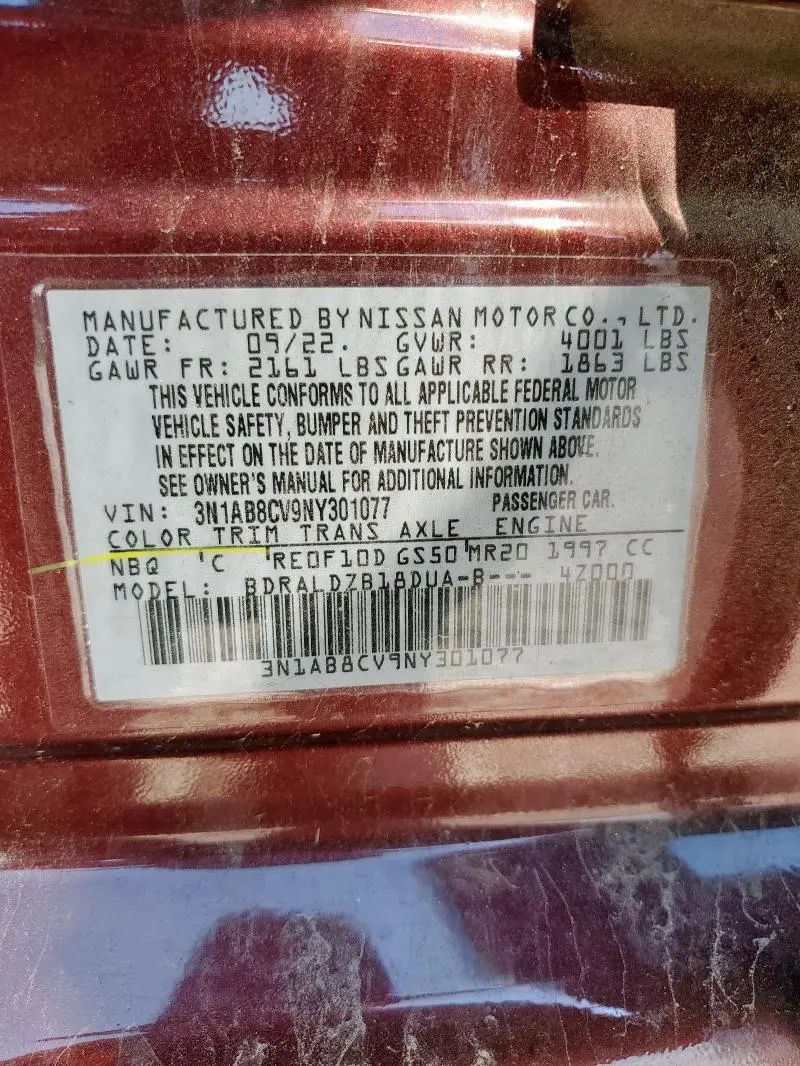 MANUFACTURED BY NISSAN MOTOR CO., LTD.
DATE: 09/22. GVWR: 4001 LBS
GAWR FR: 2161 LBS GAWR RR: 1863 LBS
THIS VEHICLE CONFORMS TO ALL APPLICABLE FEDERAL MOTOR
VEHICLE SAFETY, BUMPER AND THEFT PREVENTION STANDARDS
IN EFFECT ON THE DATE OF MANUFACTURE SHOWN ABOVE.
SEE OWNER'S MANUAL FOR ADDITIONAL INFORMATION.
VIN: 3N1AB8CV9NY301077 PASSENGER CAR.
COLOR TRIM TRANS AXLE ENGINE
NBQ 'C 'RE0F10D GS50 'MR20 1997 CC
MODEL: BDRALDZB18DUA-B--- 4Z000
3N1AB8CV9NY301077